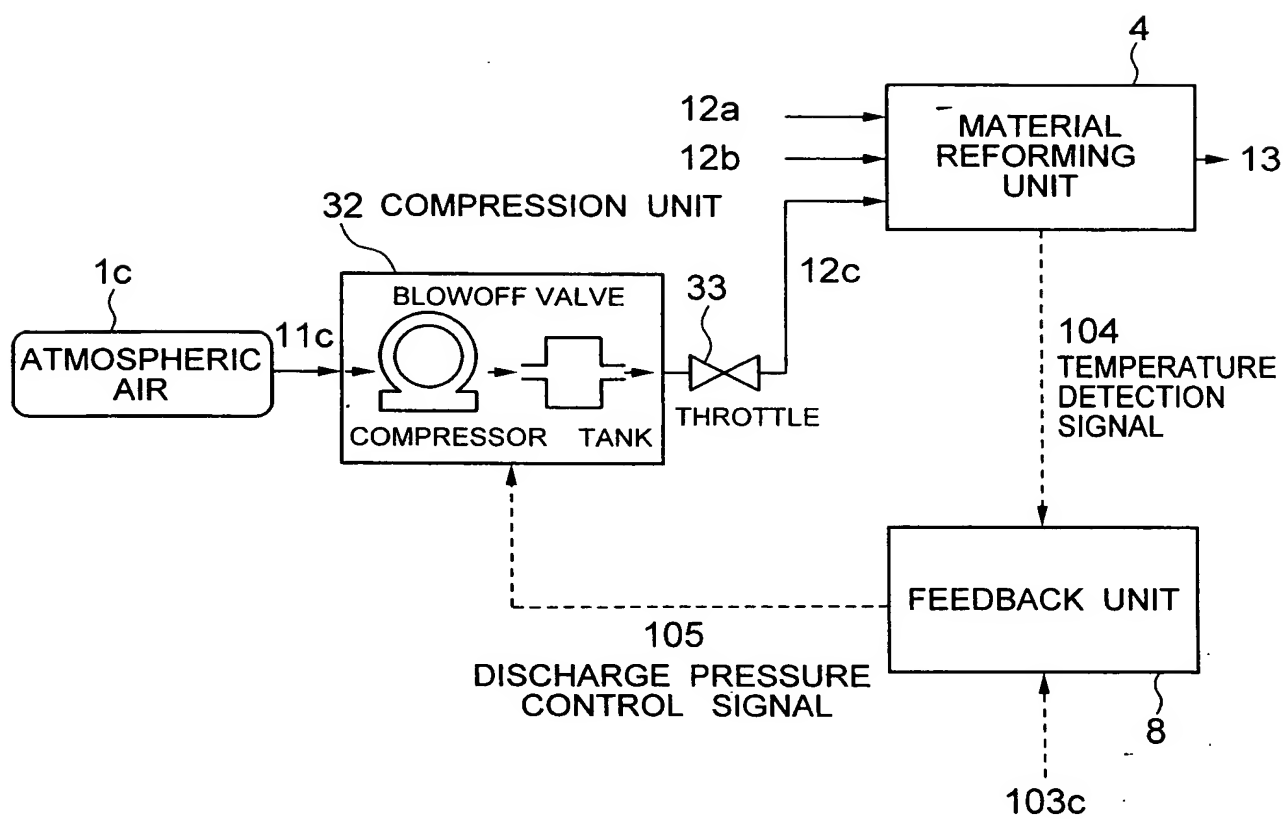 4
12a
MATERIAL
REFORMING
UNIT
13
12b
32 COMPRESSION UNIT
12c
33
1c
BLOWOFF VALVE
11c
ATMOSPHERIC
AIR
104
TEMPERATURE
DETECTION
SIGNAL
THROTTLE
COMPRESSOR TANK
FEEDBACK UNIT
105
DISCHARGE PRESSURE
CONTROL SIGNAL
8
103c